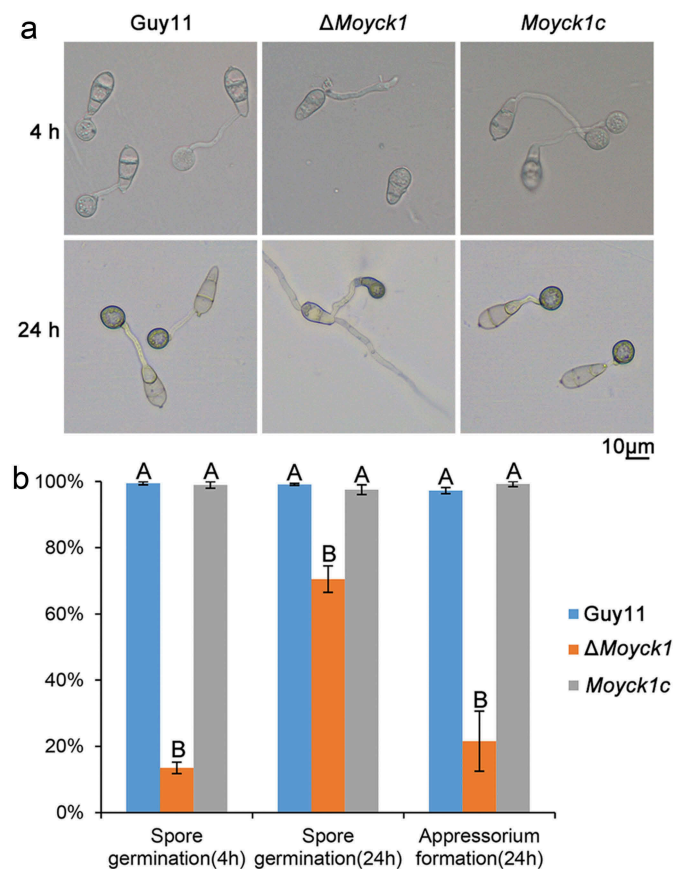 a
Guy11
ΔMoyck1
Moyck1c
4 h
24 h
10μm
b
100%
80%
60%
40%
20%
0%
A
A
B
A
A
B
A
A
B
Spore
germination(4h)
Spore
germination(24h)
Appressorium
formation(24h)
Guy11
ΔMoyck1
Moyck1c